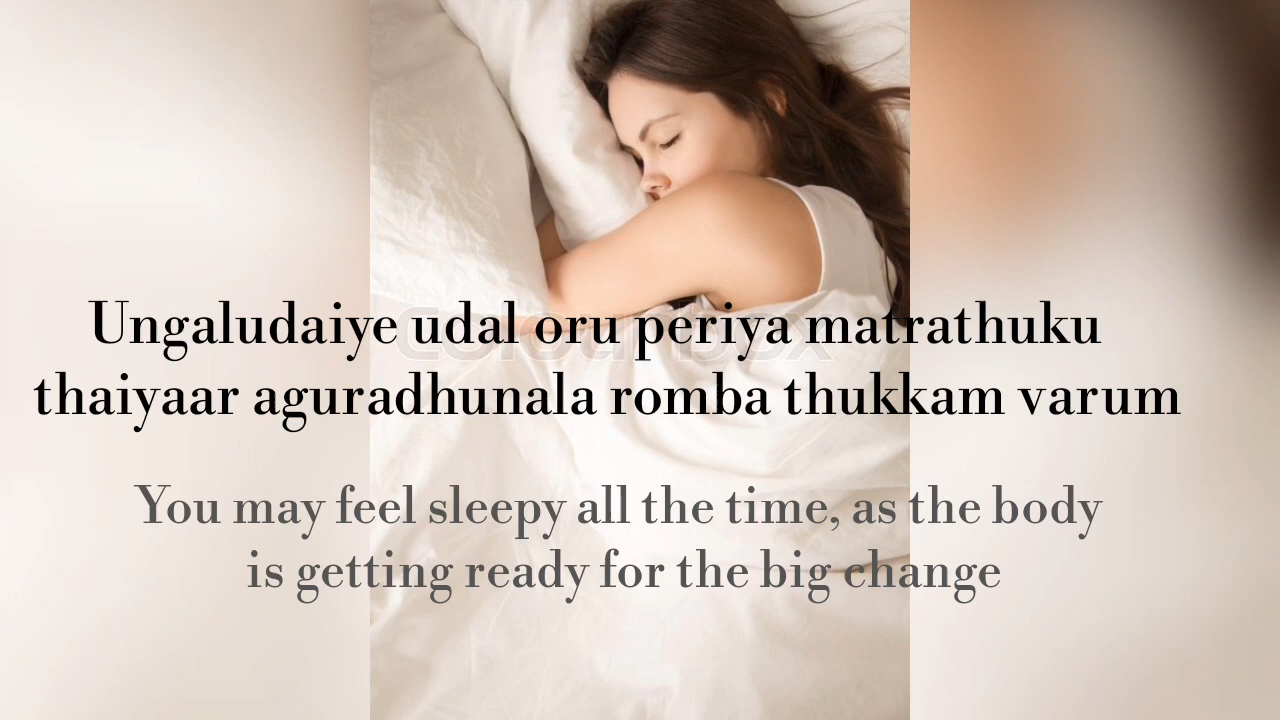 Ungaludaiye udal oru periya matrathuku
thaiyaar aguradhunala romba thukkam varum
colourbox
You may feel sleepy all the time, as the body
is getting ready for the big change